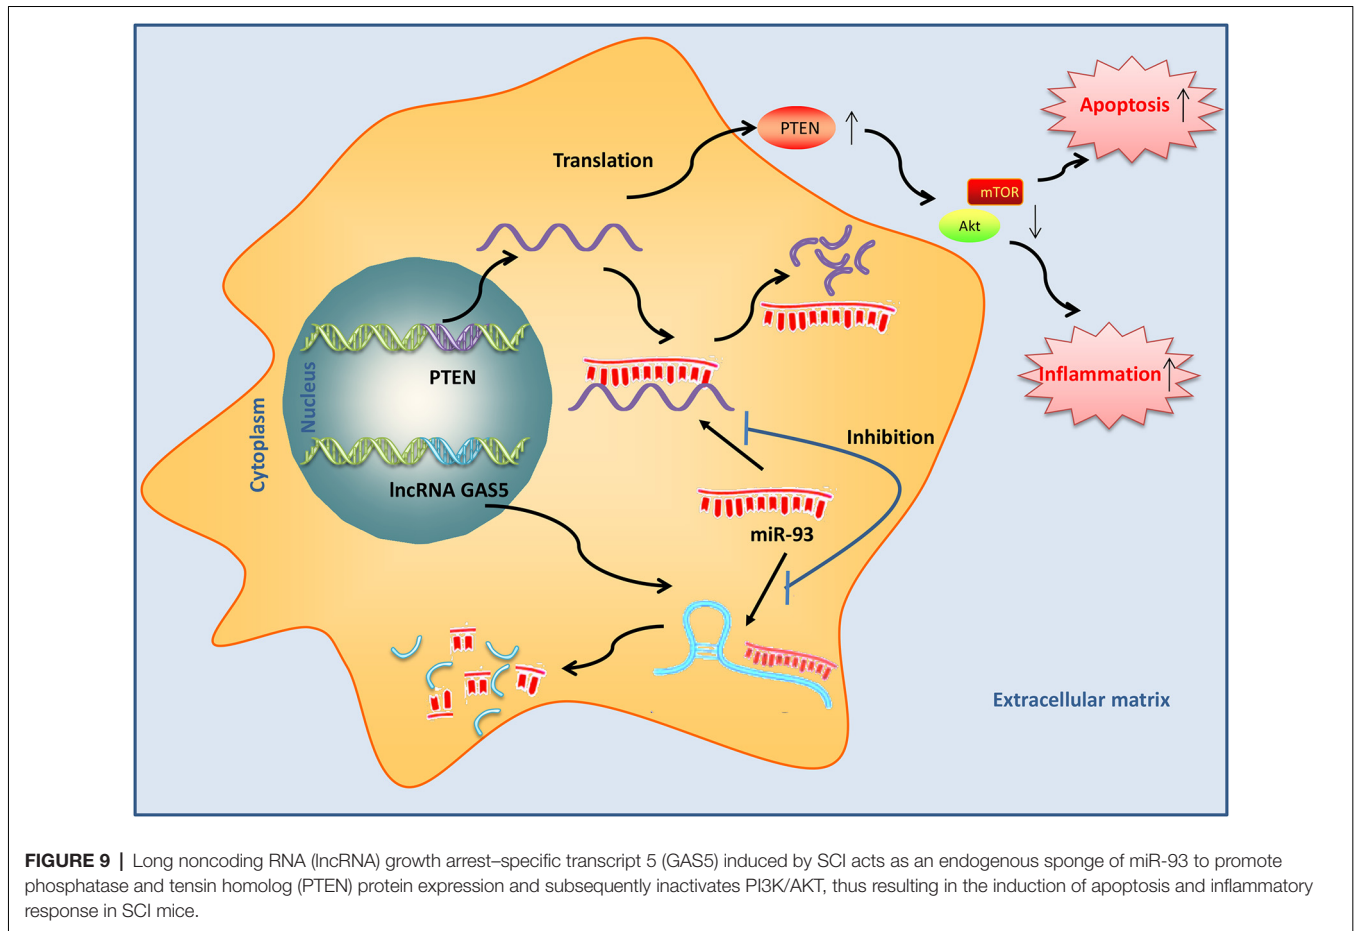 Apoptosis
PTEN
Translation
mTOR
Akt
Inflammation
PTEN
Nucleus
Cytoplasm
Inhibition
lncRNA GAS5
miR-93
Extracellular matrix
FIGURE 9 | Long noncoding RNA (lncRNA) growth arrest–specific transcript 5 (GAS5) induced by SCI acts as an endogenous sponge of miR-93 to promote
phosphatase and tensin homolog (PTEN) protein expression and subsequently inactivates PI3K/AKT, thus resulting in the induction of apoptosis and inflammatory
response in SCI mice.